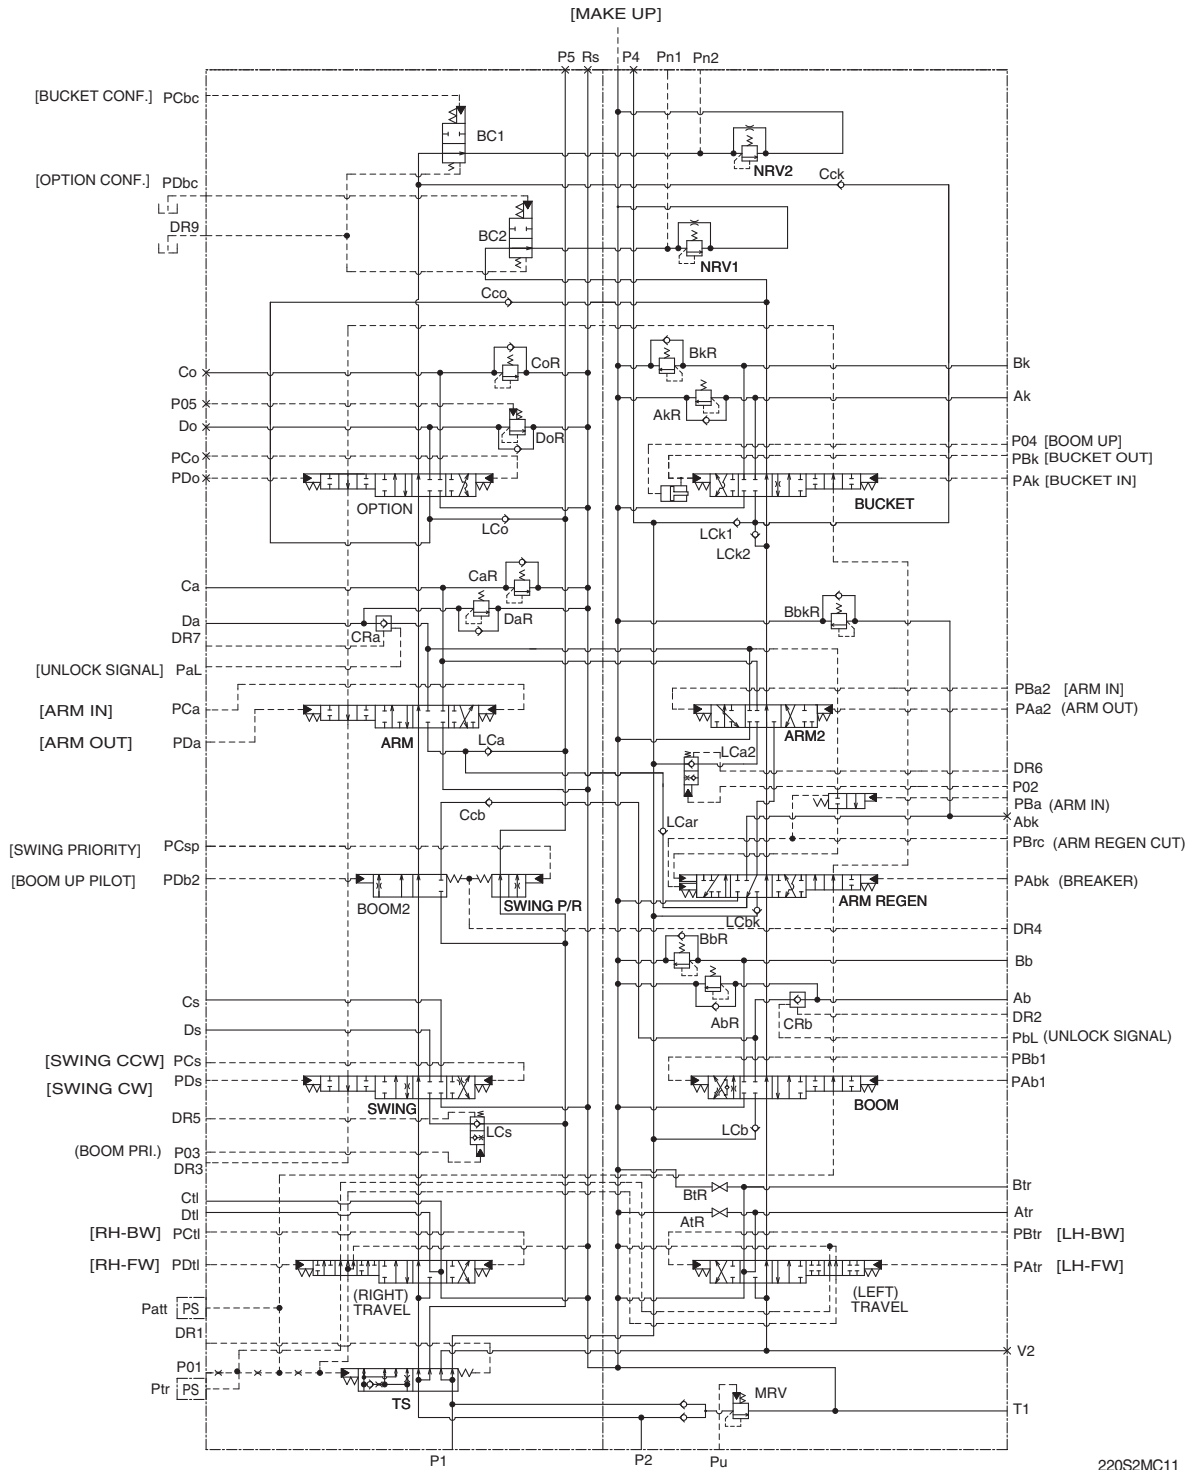 [MAKE UP]
P5 Rs P4 Pn1 Pn2
[BUCKET CONF.] PCbc
BC1
NRV2
Cck
[OPTION CONF.] PDbc
DR9
BC2
NRV1
Cco
CoR
BkR
Bk
Co
Ak
P05
AkR
Do
DoR
P04 [BOOM UP]
PCo
PBk [BUCKET OUT]
PDo
PAk [BUCKET IN]
OPTION
BUCKET
LCo
LCk1
LCk2
Ca
CaR
BbkR
Da
DaR
DR7
CRa
[UNLOCK SIGNAL] PaL
PBa2 [ARM IN]
[ARM IN] PCa
PAa2 (ARM OUT)
[ARM OUT] PDa
ARM
ARM2
LCa
LCa2
DR6
P02
Ccb
PBa (ARM IN)
LCar
Abk
[SWING PRIORITY] PCsp
PBrc (ARM REGEN CUT)
[BOOM UP PILOT] PDb2
PAbk (BREAKER)
BOOM2
SWING P/R
ARM REGEN
LCbk
DR4
BbR
Bb
Cs
Ab
AbR
CRb
DR2
Ds
PbL (UNLOCK SIGNAL)
[SWING CCW] PCs
PBb1
[SWING CW] PDs
PAb1
SWING
BOOM
DR5
LCs
LCb
(BOOM PRI.) P03
DR3
Ctl
BtR
Btr
Dtl
AtR
Atr
[RH-BW] PCtl
PBtr [LH-BW]
[RH-FW] PDtl
PAtr [LH-FW]
(RIGHT)
TRAVEL
(LEFT)
TRAVEL
Patt PS
DR1
V2
P01
Ptr PS
TS
MRV
T1
P1 P2 Pu
220S2MC11